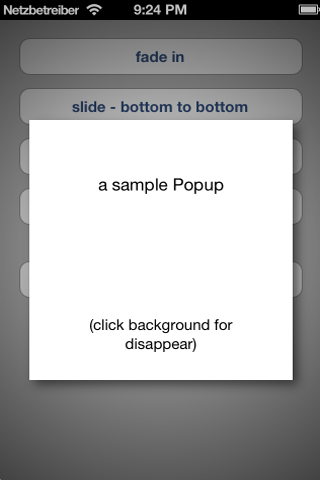 Netzbetreiber 9:24 PM
fade in
slide - bottom to bottom
a sample Popup
(click background for
disappear)